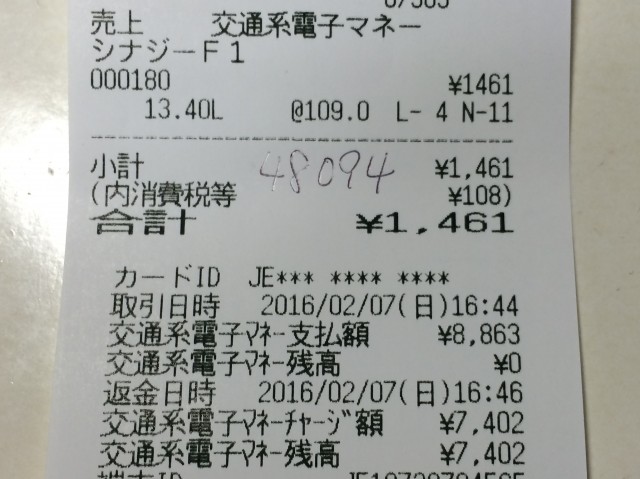 売上 交通系電子マネー
シナジーF1
000180 ¥1461
13.40L @109.0 L- 4 N-11
小計 48094 ¥1,461
(内消費税等 ¥108)
合計 ¥1,461
カードID JE*** **** ****
取引日時 2016/02/07(日)16:44
交通系電子ﾏﾈｰ支払額 ¥8,863
交通系電子ﾏﾈｰ残高 ¥0
返金日時 2016/02/07(日)16:46
交通系電子ﾏﾈｰﾁｬｰｼﾞ額 ¥7,402
交通系電子ﾏﾈｰ残高 ¥7,402